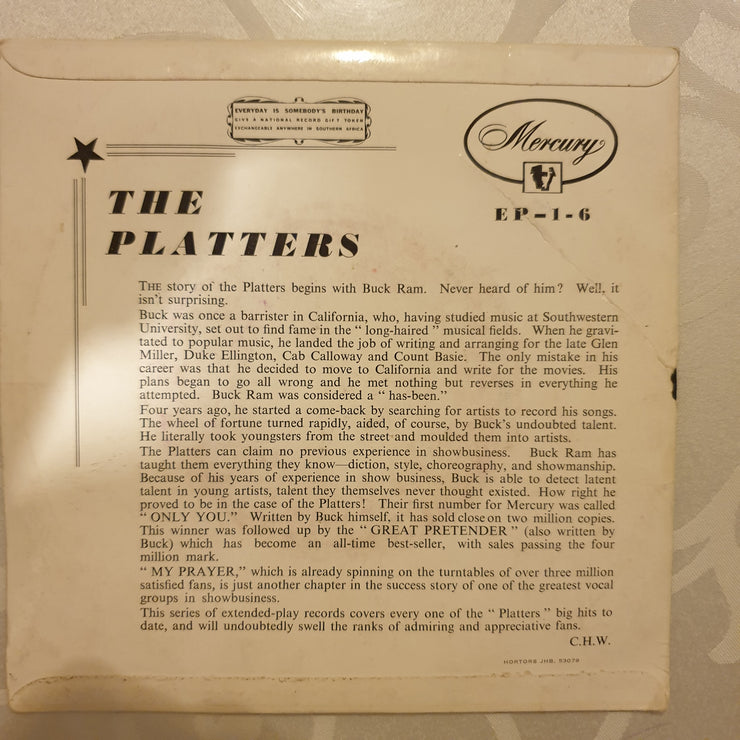 EVERYDAY IS SOMEBODY'S BIRTHDAY
GIVE A NATIONAL RECORD GIFT TOKEN
EXCHANGEABLE ANYWHERE IN SOUTHERN AFRICA
Mercury
EP-1-6
THE
PLATTERS
THE story of the Platters begins with Buck Ram. Never heard of him? Well, it
isn't surprising.
Buck was once a barrister in California, who, having studied music at Southwestern
University, set out to find fame in the “ long-haired ” musical fields. When he gravi-
tated to popular music, he landed the job of writing and arranging for the late Glen
Miller, Duke Ellington, Cab Calloway and Count Basie. The only mistake in his
career was that he decided to move to California and write for the movies. His
plans began to go all wrong and he met nothing but reverses in everything he
attempted. Buck Ram was considered a “ has-been.”
Four years ago, he started a come-back by searching for artists to record his songs.
The wheel of fortune turned rapidly, aided, of course, by Buck's undoubted talent.
He literally took youngsters from the street and moulded them into artists.
The Platters can claim no previous experience in showbusiness. Buck Ram has
taught them everything they know—diction, style, choreography, and showmanship.
Because of his years of experience in show business, Buck is able to detect latent
talent in young artists, talent they themselves never thought existed. How right he
proved to be in the case of the Platters! Their first number for Mercury was called
“ ONLY YOU.” Written by Buck himself, it has sold close on two million copies.
This winner was followed up by the “ GREAT PRETENDER ” (also written by
Buck) which has become an all-time best-seller, with sales passing the four
million mark.
“ MY PRAYER,” which is already spinning on the turntables of over three million
satisfied fans, is just another chapter in the success story of one of the greatest vocal
groups in showbusiness.
This series of extended-play records covers every one of the “ Platters ” big hits to
date, and will undoubtedly swell the ranks of admiring and appreciative fans.
C.H.W.
HORTORS JHB. 53079